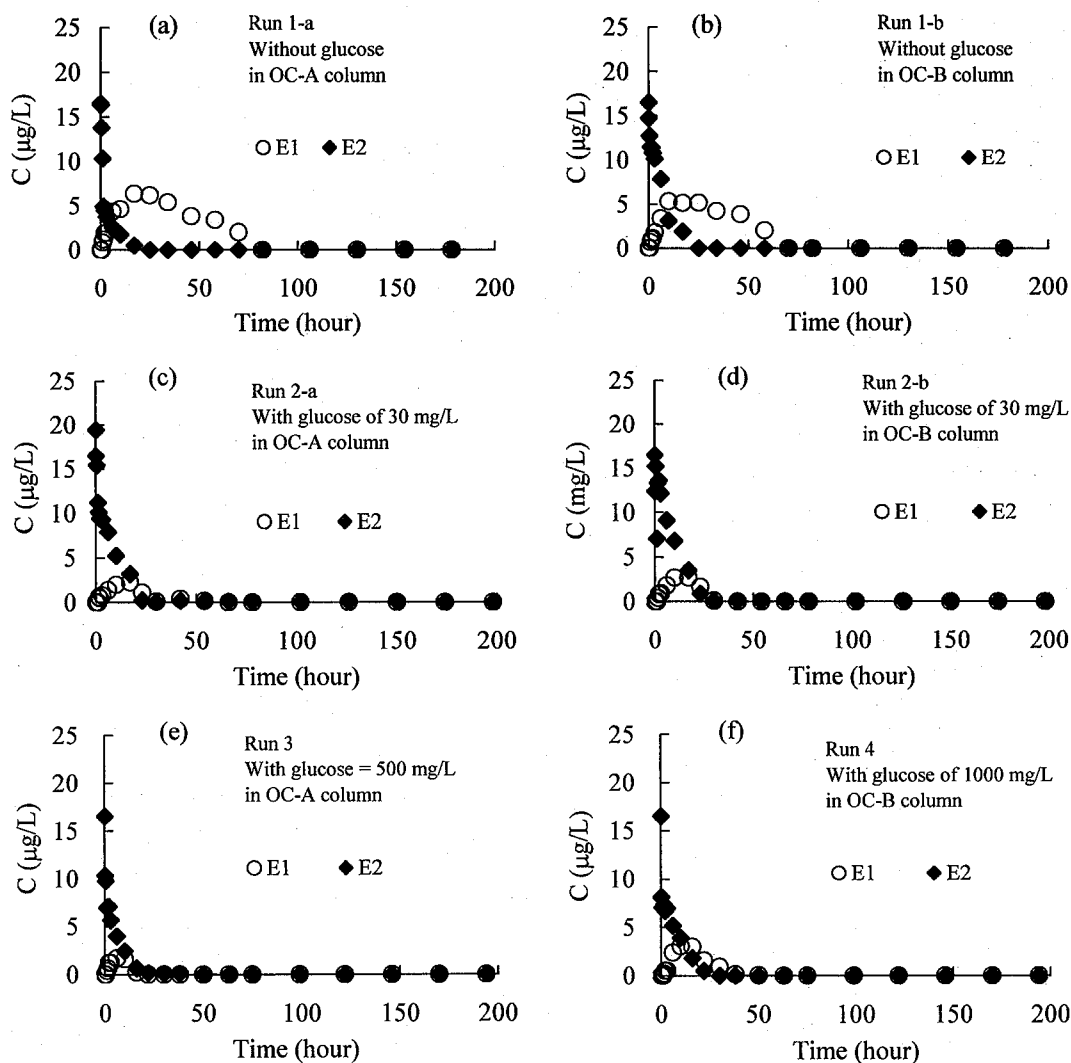 (a)
Run 1-a
Without glucose
in OC-A column
○ E1 ◆ E2
C (µg/L)
25
20
15
10
5
0
0 50 100 150 200
Time (hour)
(b)
Run 1-b
Without glucose
in OC-B column
○ E1 ◆ E2
C (µg/L)
25
20
15
10
5
0
0 50 100 150 200
Time (hour)
(c)
Run 2-a
With glucose of 30 mg/L
in OC-A column
○ E1 ◆ E2
C (µg/L)
25
20
15
10
5
0
0 50 100 150 200
Time (hour)
(d)
Run 2-b
With glucose of 30 mg/L
in OC-B column
○ E1 ◆ E2
C (mg/L)
25
20
15
10
5
0
0 50 100 150 200
Time (hour)
(e)
Run 3
With glucose = 500 mg/L
in OC-A column
○ E1 ◆ E2
C (µg/L)
25
20
15
10
5
0
0 50 100 150 200
Time (hour)
(f)
Run 4
With glucose of 1000 mg/L
in OC-B column
○ E1 ◆ E2
C (µg/L)
25
20
15
10
5
0
0 50 100 150 200
Time (hour)